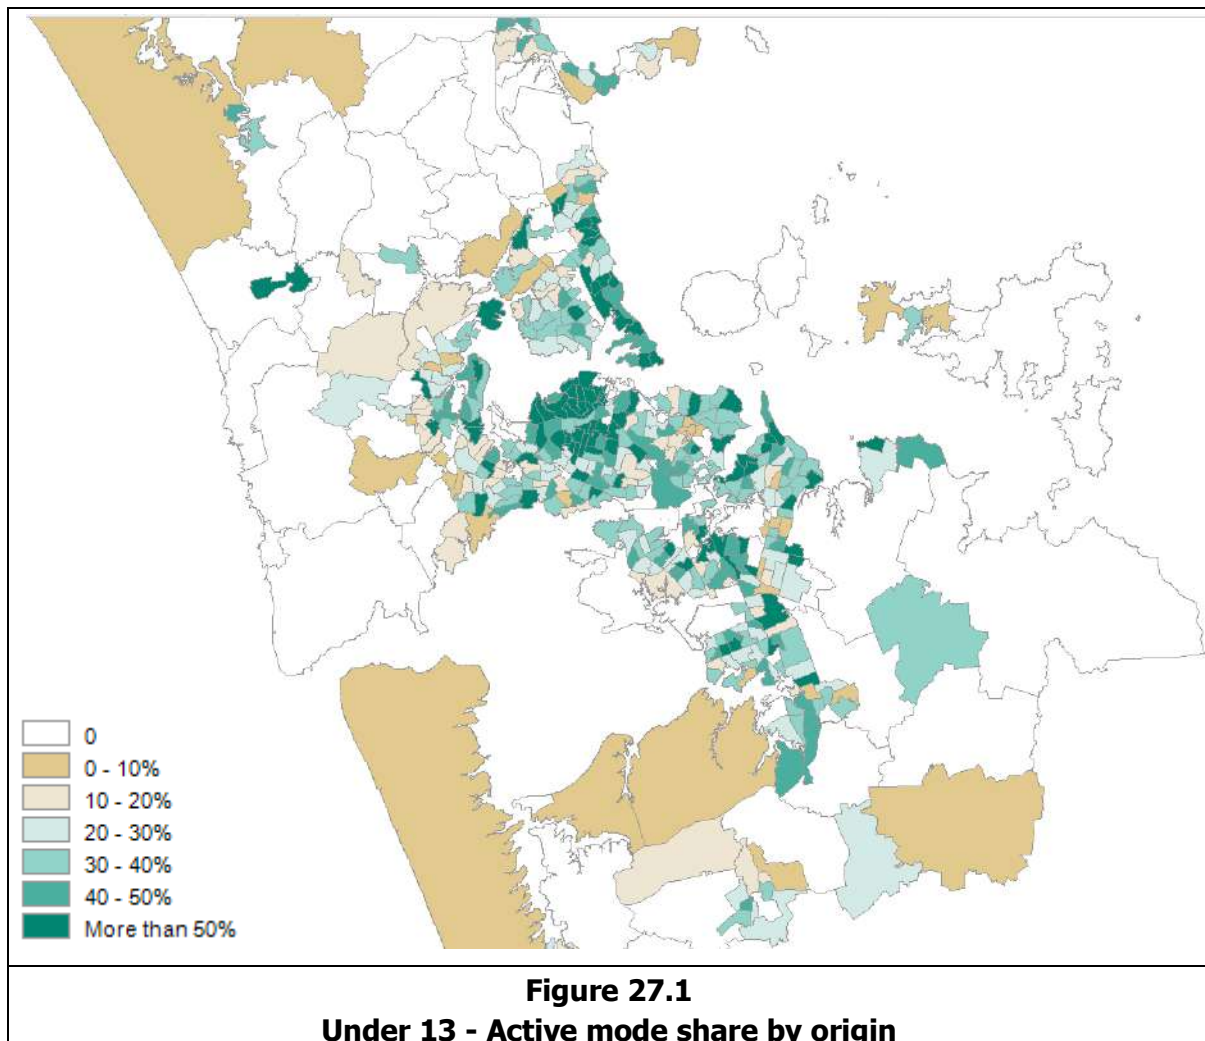 0
0 - 10%
10 - 20%
20 - 30%
30 - 40%
40 - 50%
More than 50%
Figure 27.1
Under 13 - Active mode share by origin